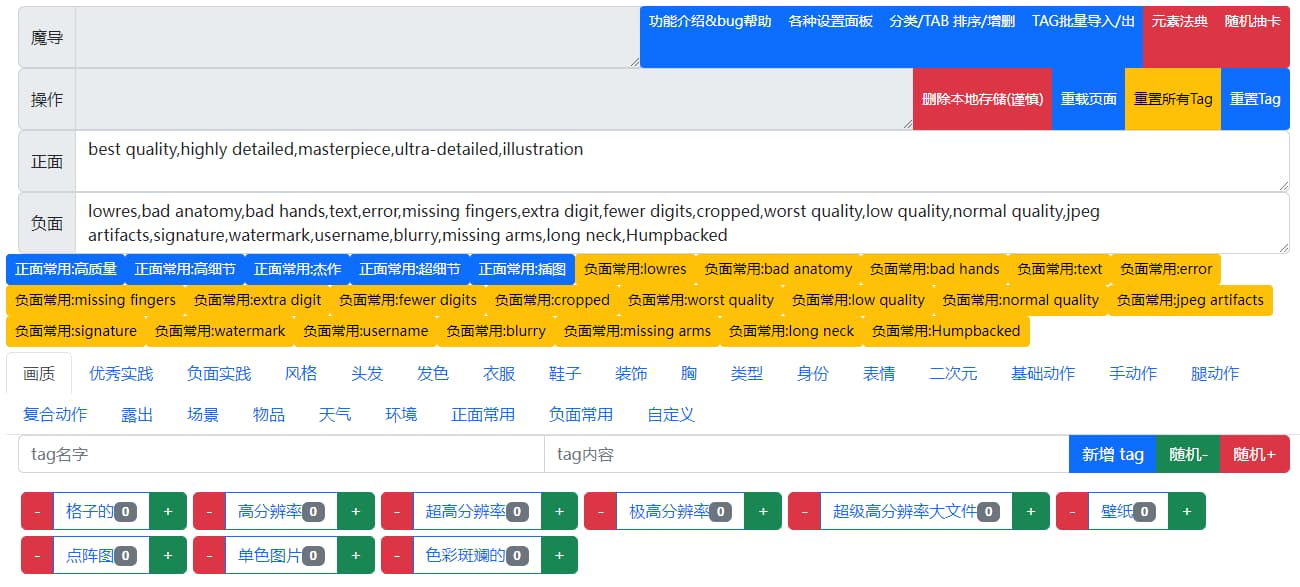 魔导 功能介绍&bug帮助 各种设置面板 分类/TAB 排序/增删 TAG批量导入/出 元素法典 随机抽卡
操作 删除本地存储(谨慎) 重载页面 重置所有Tag 重置Tag
正面 best quality,highly detailed,masterpiece,ultra-detailed,illustration
负面 lowres,bad anatomy,bad hands,text,error,missing fingers,extra digit,fewer digits,cropped,worst quality,low quality,normal quality,jpeg
artifacts,signature,watermark,username,blurry,missing arms,long neck,Humpbacked
正面常用:高质量 正面常用:高细节 正面常用:杰作 正面常用:超细节 正面常用:插图 负面常用:lowres 负面常用:bad anatomy 负面常用:bad hands 负面常用:text 负面常用:error
负面常用:missing fingers 负面常用:extra digit 负面常用:fewer digits 负面常用:cropped 负面常用:worst quality 负面常用:low quality 负面常用:normal quality 负面常用:jpeg artifacts
负面常用:signature 负面常用:watermark 负面常用:username 负面常用:blurry 负面常用:missing arms 负面常用:long neck 负面常用:Humpbacked
画质 优秀实践 负面实践 风格 头发 发色 衣服 鞋子 装饰 胸 类型 身份 表情 二次元 基础动作 手动作 腿动作
复合动作 露出 场景 物品 天气 环境 正面常用 负面常用 自定义
tag名字 tag内容 新增 tag 随机- 随机+
- 格子的 0 + - 高分辨率 0 + - 超高分辨率 0 + - 极高分辨率 0 + - 超级高分辨率大文件 0 + - 壁纸 0 +
- 点阵图 0 + - 单色图片 0 + - 色彩斑斓的 0 +